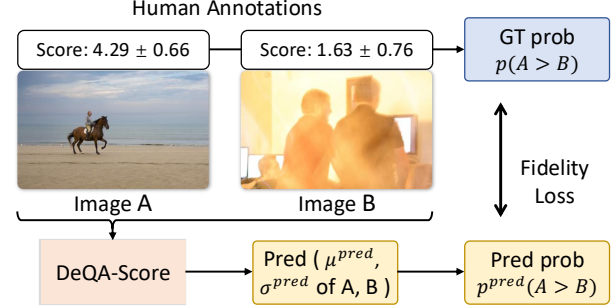 Human Annotations
Score: 4.29 ± 0.66
Score: 1.63 ± 0.76
GT prob
p(A > B)
Image A
Image B
Fidelity
Loss
DeQA-Score
Pred ( μ^pred,
σ^pred of A, B )
Pred prob
p^pred(A > B)